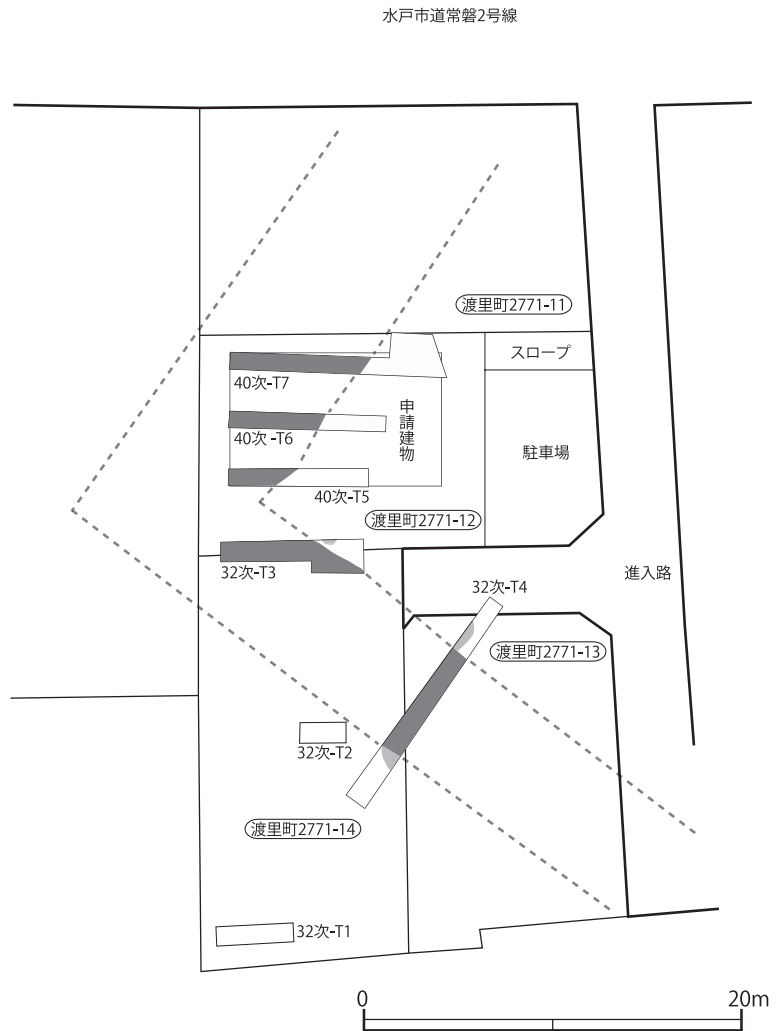 水戸市道常磐2号線
渡里町2771-11
スロープ
40次-T7
申請建物
40次 -T6
駐車場
40次-T5
渡里町2771-12
32次-T3
進入路
32次-T4
渡里町2771-13
32次-T2
渡里町2771-14
32次-T1
0
20m